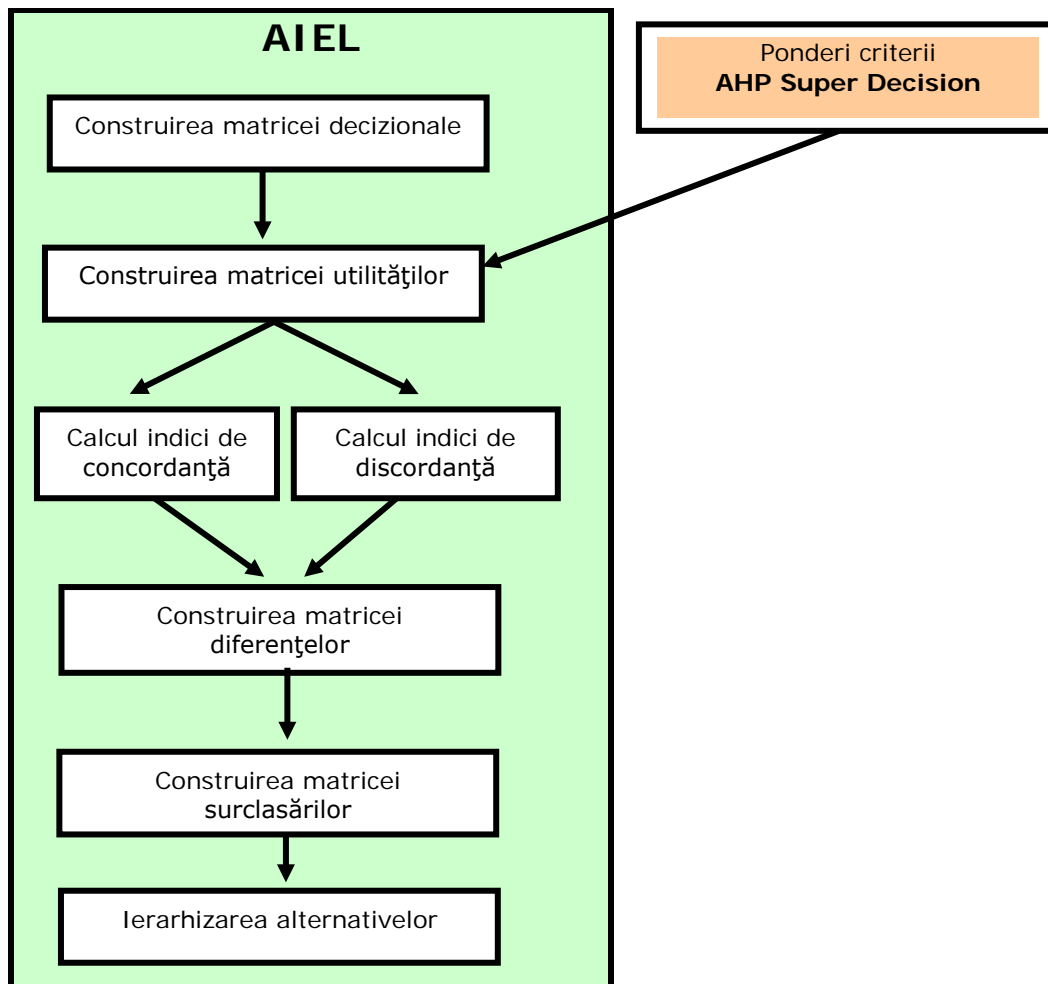 AIEL
Ponderi criterii
AHP Super Decision
Construirea matricei decizionale
Construirea matricei utilităţilor
Calcul indici de
concordanţă
Calcul indici de
discordanţă
Construirea matricei
diferenţelor
Construirea matricei
surclasărilor
Ierarhizarea alternativelor